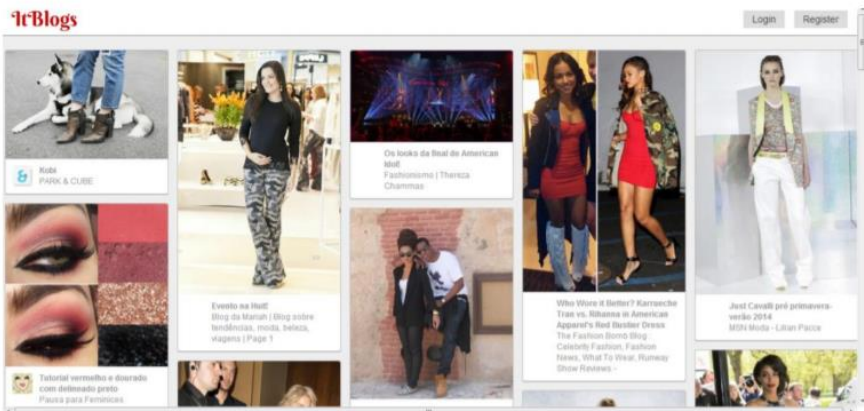 ItBlogs
Login
Register
Kobi
PARK & CUBE
Tutorial vermelho e dourado
com delineado preto
Pausa para Feminices
Evento na Huit!
Blog da Mariah | Blog sobre
tendências, moda, beleza,
viagens | Page 1
Os looks da final do American
Idol!
Fashionismo | Thereza
Chammas
Who Wore it Better? Karrueche
Tran vs. Rihanna in American
Apparel's Red Bustier Dress
The Fashion Bomb Blog :
Celebrity Fashion, Fashion
News, What To Wear, Runway
Show Reviews -
Just Cavalli pré primavera-
verão 2014
MSN Moda - Lilian Pacce